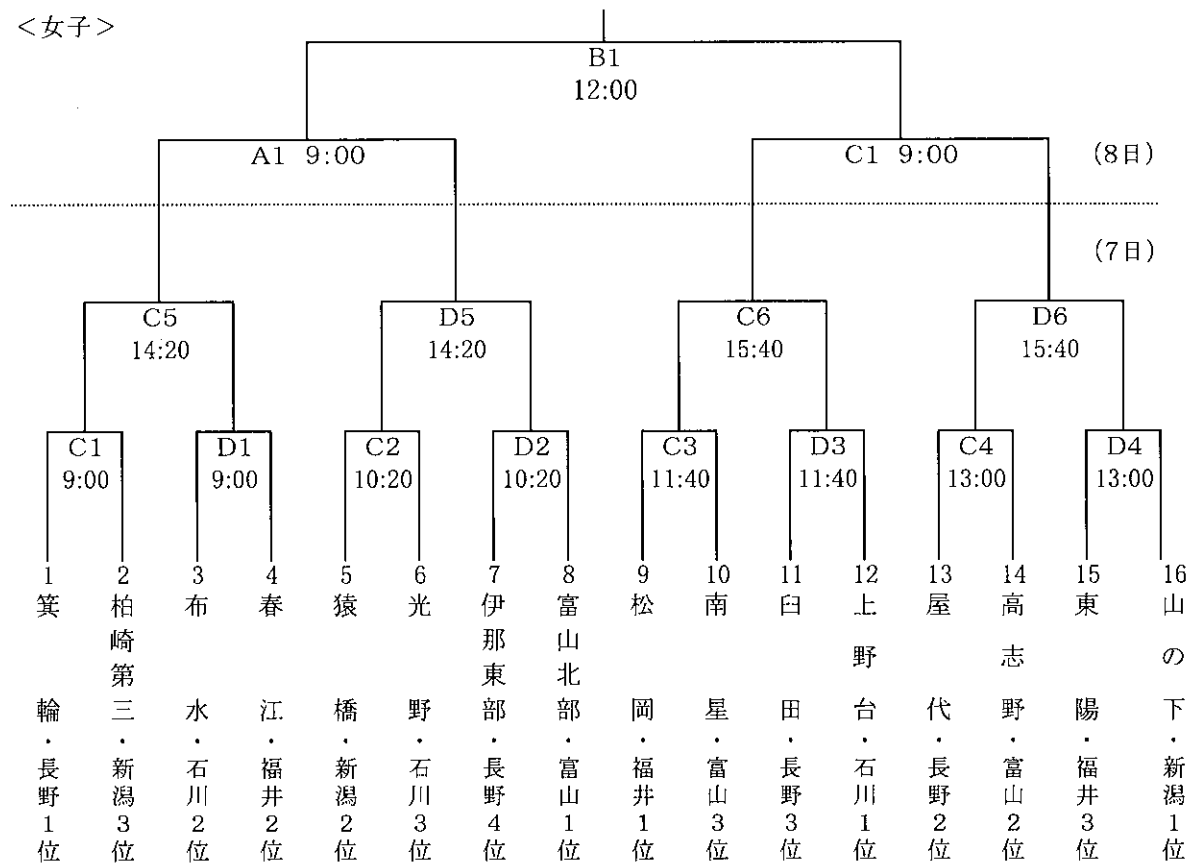 ＜女子＞
B1
12:00
A1 9:00
C1 9:00
(8日)
(7日)
C5
14:20
D5
14:20
C6
15:40
D6
15:40
C1
9:00
D1
9:00
C2
10:20
D2
10:20
C3
11:40
D3
11:40
C4
13:00
D4
13:00
1 箕輪・長野1位
2 柏崎第三・新潟3位
3 布水・石川2位
4 春江・福井2位
5 猿橋・新潟2位
6 光野・石川3位
7 伊那東部・長野4位
8 富山北部・富山1位
9 松岡・福井1位
10 南星・富山3位
11 臼田・長野3位
12 上野台・石川1位
13 屋代・長野2位
14 高志野・富山2位
15 東陽・福井3位
16 山の下・新潟1位